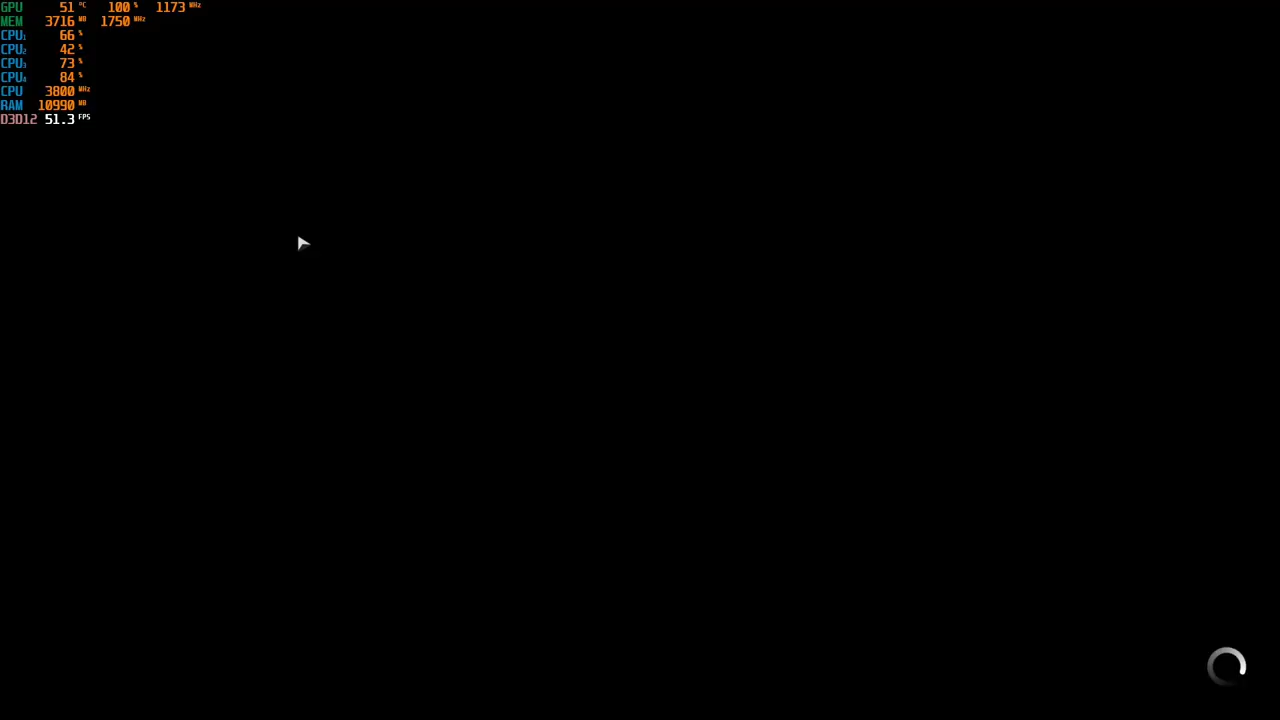 GPU 51 °C 100 % 1173 MHz
MEM 3716 MB 1750 MHz
CPU1 66 %
CPU2 42 %
CPU3 73 %
CPU4 84 %
CPU 3800 MHz
RAM 10990 MB
D3D12 51.3 FPS